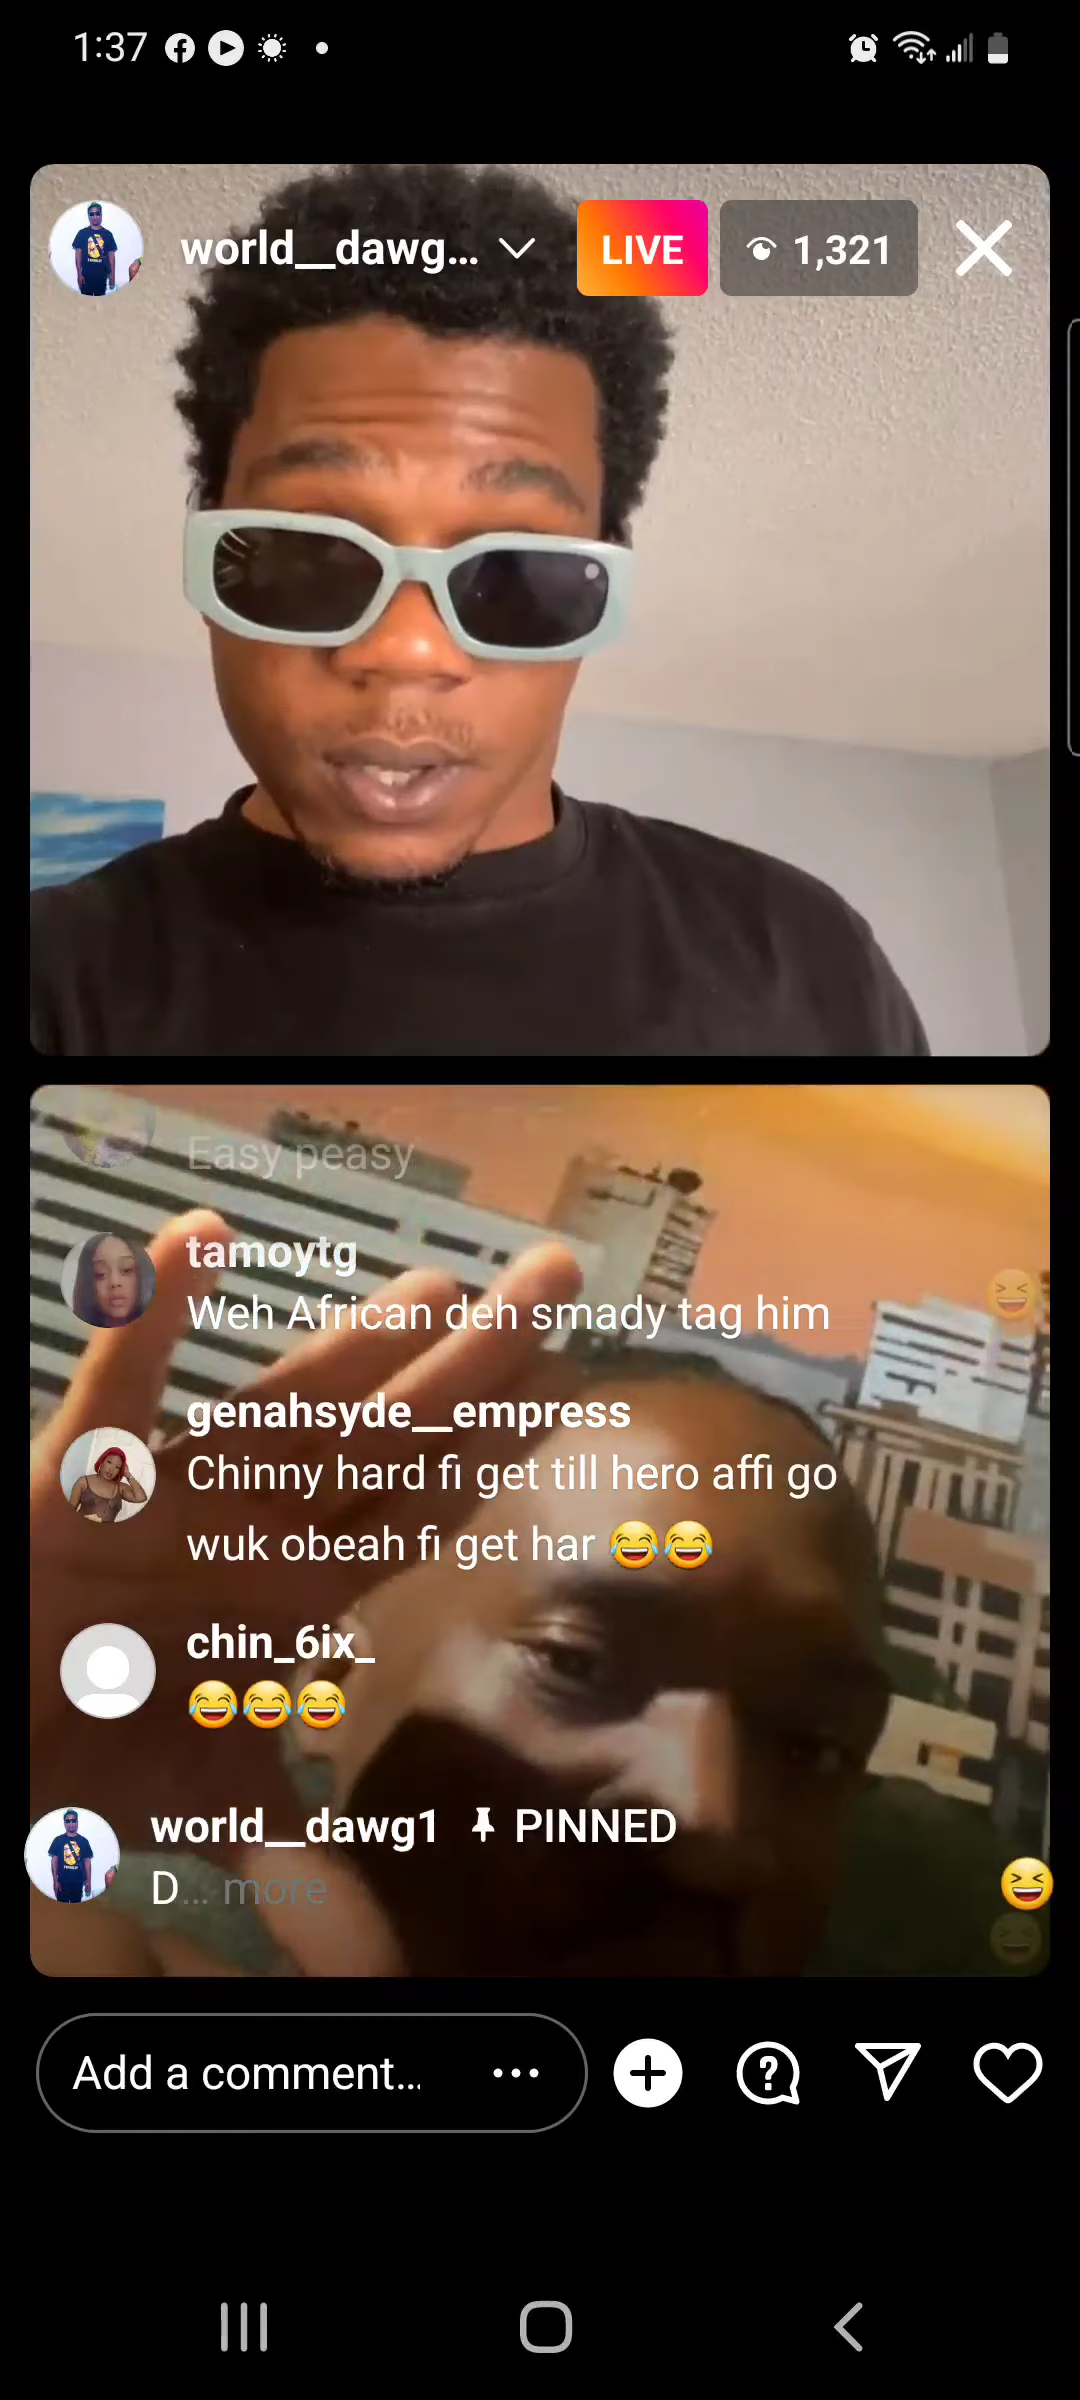 1:37
world__dawg...
LIVE
1,321
Easy peasy
tamoytg
Weh African deh smady tag him
genahsyde__empress
Chinny hard fi get till hero affi go
wuk obeah fi get har 😂😂
chin_6ix_
😂😂😂
world__dawg1 PINNED
D... more
Add a comment...